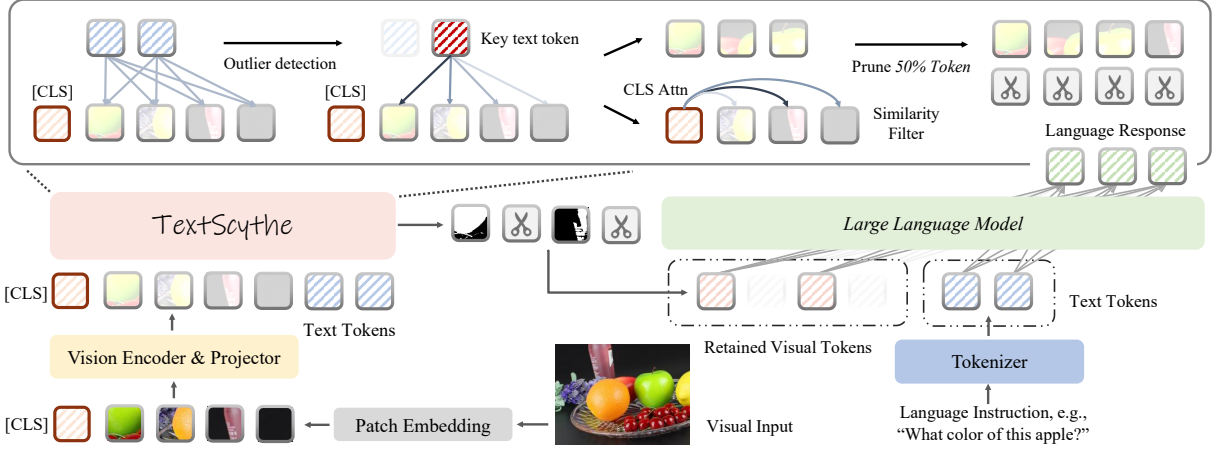 Key text token
Outlier detection
[CLS]
[CLS]
CLS Attn
Similarity
Filter
Prune 50% Token
Language Response
TextScythe
Large Language Model
[CLS]
Text Tokens
Text Tokens
Retained Visual Tokens
Vision Encoder & Projector
Tokenizer
[CLS]
Patch Embedding
Visual Input
Language Instruction, e.g.,
“What color of this apple?”